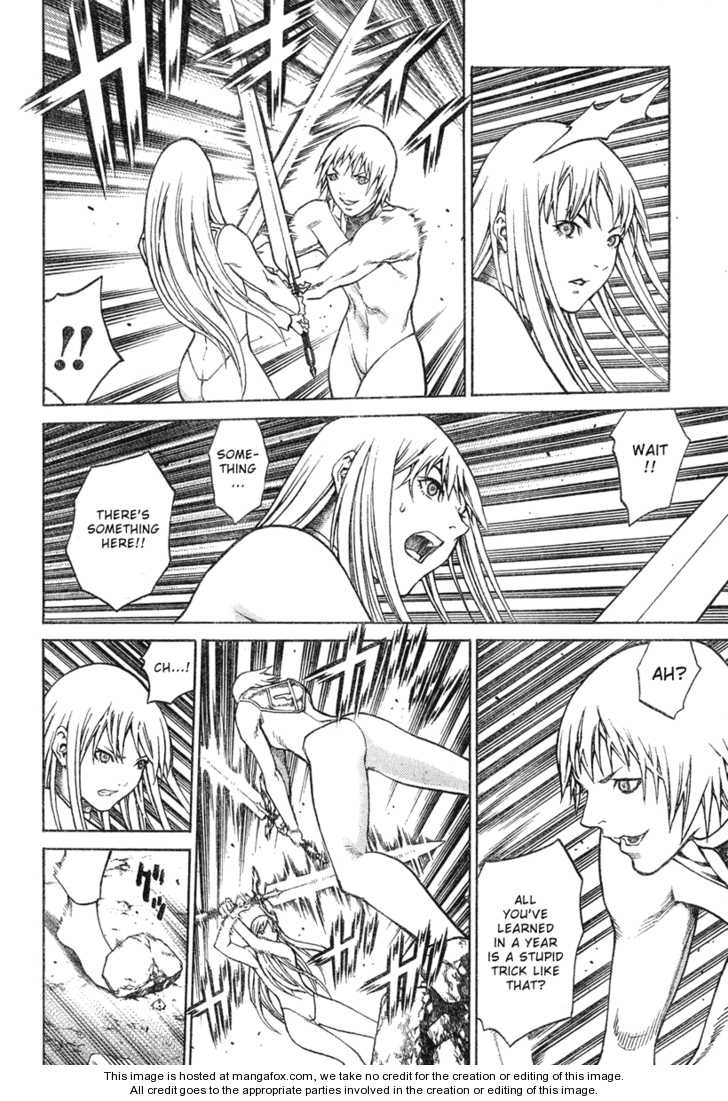 !!
WAIT
!!
SOME-
THING
...
THERE'S
SOMETHING
HERE!!
AH?
ALL
YOU'VE
LEARNED
IN A YEAR
IS A STUPID
TRICK LIKE
THAT?
CH...!
This image is hosted at mangafox.com, we take no credit for the creation or editing of this image.
All credit goes to the appropriate parties involved in the creation or editing of this image.